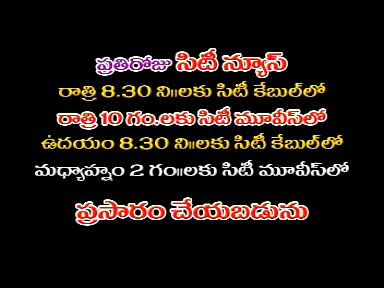 ప్రతిరోజు సిటీ న్యూస్
రాత్రి 8.30 ని॥లకు సిటీ కేబుల్‌లో
రాత్రి 10 గం.లకు సిటీ మూవీస్‌లో
ఉదయం 8.30 ని॥లకు సిటీ కేబుల్‌లో
మధ్యాహ్నం 2 గం॥లకు సిటీ మూవీస్‌లో
ప్రసారం చేయబడును